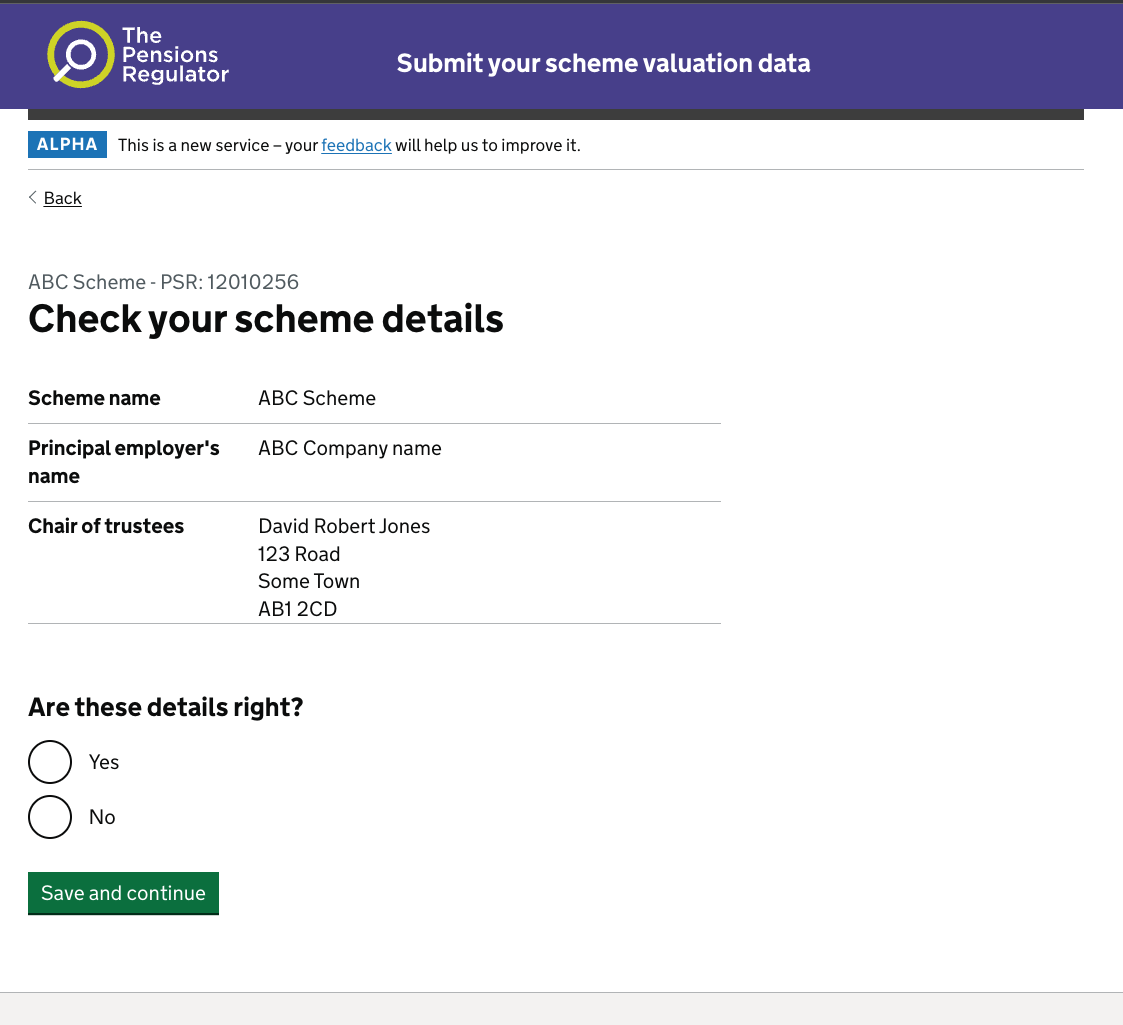 The
Pensions
Regulator
Submit your scheme valuation data
ALPHA This is a new service – your feedback will help us to improve it.
Back
ABC Scheme - PSR: 12010256
Check your scheme details
Scheme name ABC Scheme
Principal employer's name ABC Company name
Chair of trustees David Robert Jones
123 Road
Some Town
AB1 2CD
Are these details right?
Yes
No
Save and continue